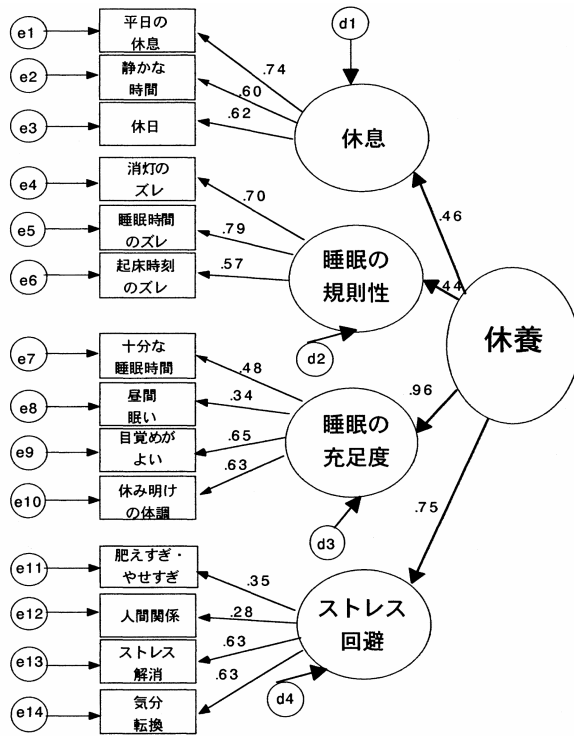 e1
平日の
休息
.74
d1
e2
静かな
時間
.60
e3
休日
.62
休息
e4
消灯の
ズレ
.70
.46
e5
睡眠時間
のズレ
.79
睡眠の
規則性
.44
e6
起床時刻
のズレ
.57
d2
休養
e7
十分な
睡眠時間
.48
.96
e8
昼間
眠い
.34
睡眠の
充足度
e9
目覚めが
よい
.65
e10
休み明け
の体調
.63
d3
.75
e11
肥えすぎ・
やせすぎ
.35
e12
人間関係
.28
ストレス
回避
e13
ストレス
解消
.63
e14
気分
転換
.63
d4